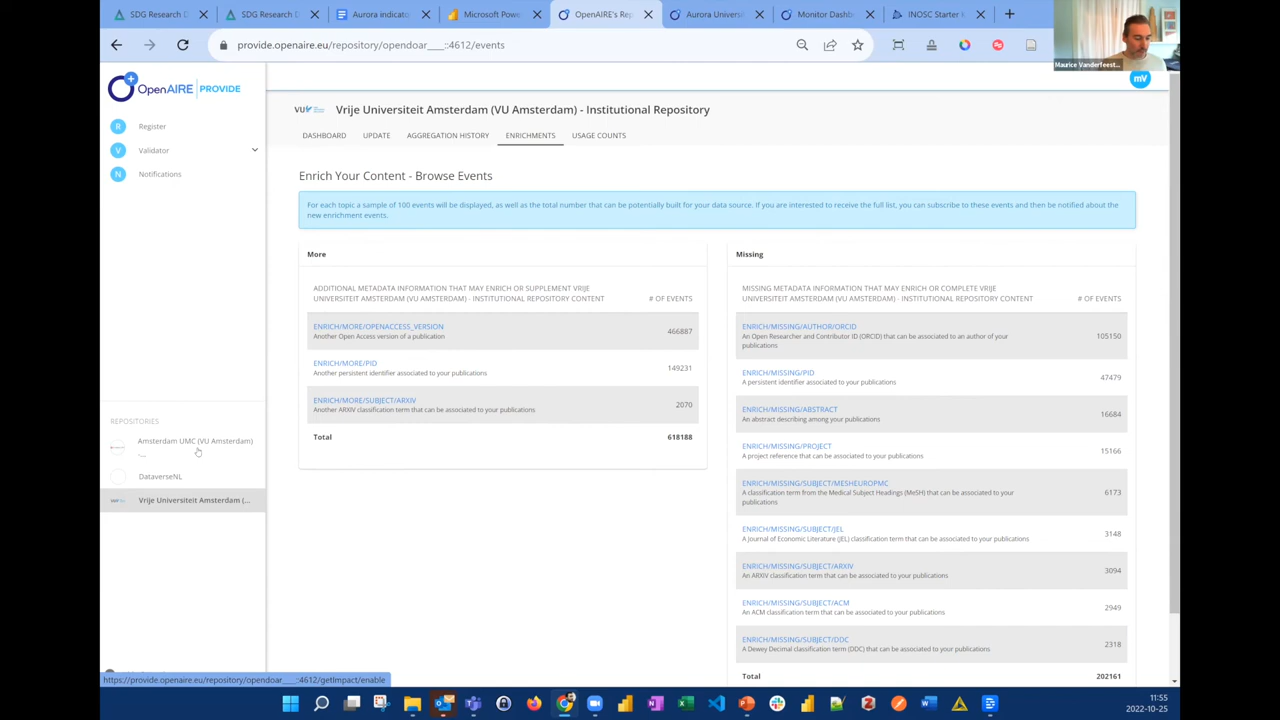 SDG Research D
SDG Research D
Aurora indicato
Microsoft Powers
OpenAIRE's Rep
Aurora Universit
Monitor Dashbo
INOSC Starter K
Maurice Vanderfeest...
provide.openaire.eu/repository/opendoar____::4612/events
mV
OpenAIRE PROVIDE
R Register
V Validator
N Notifications
REPOSITORIES
Amsterdam UMC (VU Amsterdam)
-...
DataverseNL
Vrije Universiteit Amsterdam (...
VU Vrije Universiteit Amsterdam (VU Amsterdam) - Institutional Repository
DASHBOARD UPDATE AGGREGATION HISTORY ENRICHMENTS USAGE COUNTS
Enrich Your Content - Browse Events
For each topic a sample of 100 events will be displayed, as well as the total number that can be potentially built for your data source. If you are interested to receive the full list, you can subscribe to these events and then be notified about the
new enrichment events.
More
ADDITIONAL METADATA INFORMATION THAT MAY ENRICH OR SUPPLEMENT VRIJE
UNIVERSITEIT AMSTERDAM (VU AMSTERDAM) - INSTITUTIONAL REPOSITORY CONTENT # OF EVENTS
ENRICH/MORE/OPENACCESS_VERSION
Another Open Access version of a publication
466887
ENRICH/MORE/PID
Another persistent identifier associated to your publications
149231
ENRICH/MORE/SUBJECT/ARXIV
Another ARXIV classification term that can be associated to your publications
2070
Total 618188
Missing
MISSING METADATA INFORMATION THAT MAY ENRICH OR COMPLETE VRIJE
UNIVERSITEIT AMSTERDAM (VU AMSTERDAM) - INSTITUTIONAL REPOSITORY CONTENT # OF EVENTS
ENRICH/MISSING/AUTHOR/ORCID
An Open Researcher and Contributor ID (ORCID) that can be associated to an author of your
publications
105150
ENRICH/MISSING/PID
A persistent identifier associated to your publications
47479
ENRICH/MISSING/ABSTRACT
An abstract describing among your publications
16684
ENRICH/MISSING/PROJECT
A project reference that can be associated to your publications
15166
ENRICH/MISSING/SUBJECT/MESHEUROPMC
A classification term from the Medical Subject Headings (MeSH) that can be associated to your
publications
6173
ENRICH/MISSING/SUBJECT/JEL
A Journal of Economic Literature (JEL) classification term that can be associated to your publications
3148
ENRICH/MISSING/SUBJECT/ARXIV
An ARXIV classification term that can be associated to your publications
3094
ENRICH/MISSING/SUBJECT/ACM
An ACM classification term that can be associated to your publications
2949
ENRICH/MISSING/SUBJECT/DDC
A Dewey Decimal classification term (DDC) that can be associated to your publications
2318
Total 202161
https://provide.openaire.eu/repository/opendoar____::4612/getImpact/enable
11:55
2022-10-25